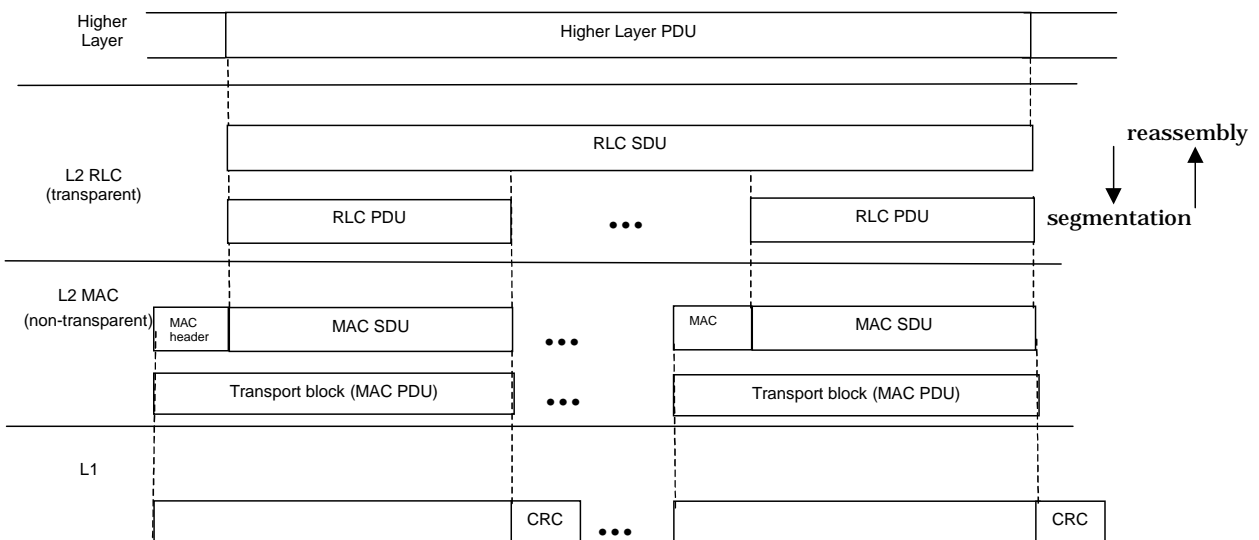 Higher
Layer
Higher Layer PDU
RLC SDU
reassembly
L2 RLC
(transparent)
RLC PDU
•••
RLC PDU
segmentation
L2 MAC
(non-transparent)
MAC
header
MAC SDU
•••
MAC
MAC SDU
Transport block (MAC PDU)
•••
Transport block (MAC PDU)
L1
CRC
•••
CRC